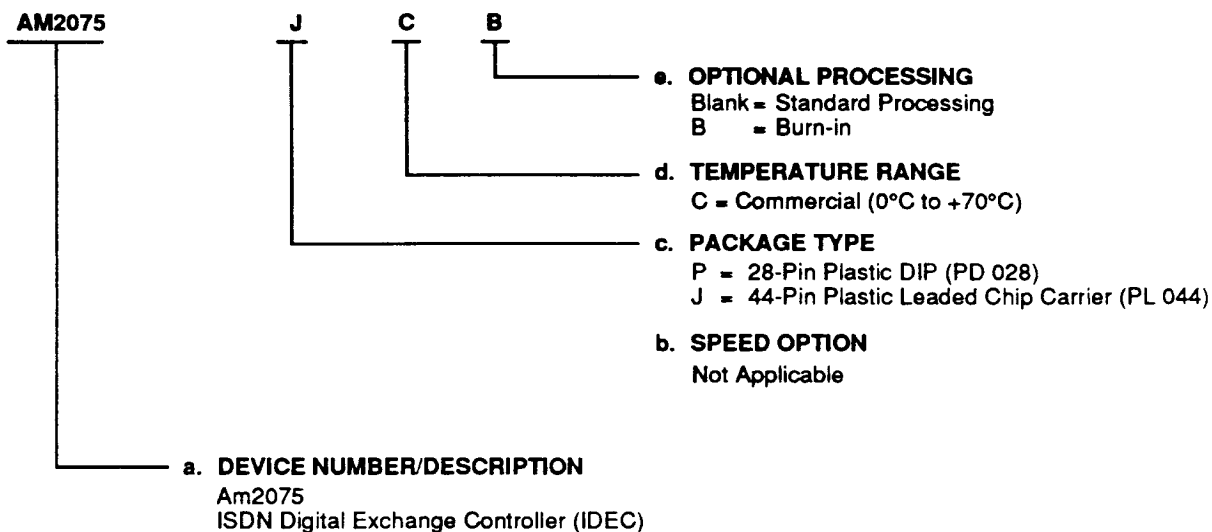 AM2075 J C B
e. OPTIONAL PROCESSING
Blank = Standard Processing
B = Burn-in
d. TEMPERATURE RANGE
C = Commercial (0°C to +70°C)
c. PACKAGE TYPE
P = 28-Pin Plastic DIP (PD 028)
J = 44-Pin Plastic Leaded Chip Carrier (PL 044)
b. SPEED OPTION
Not Applicable
a. DEVICE NUMBER/DESCRIPTION
Am2075
ISDN Digital Exchange Controller (IDEC)